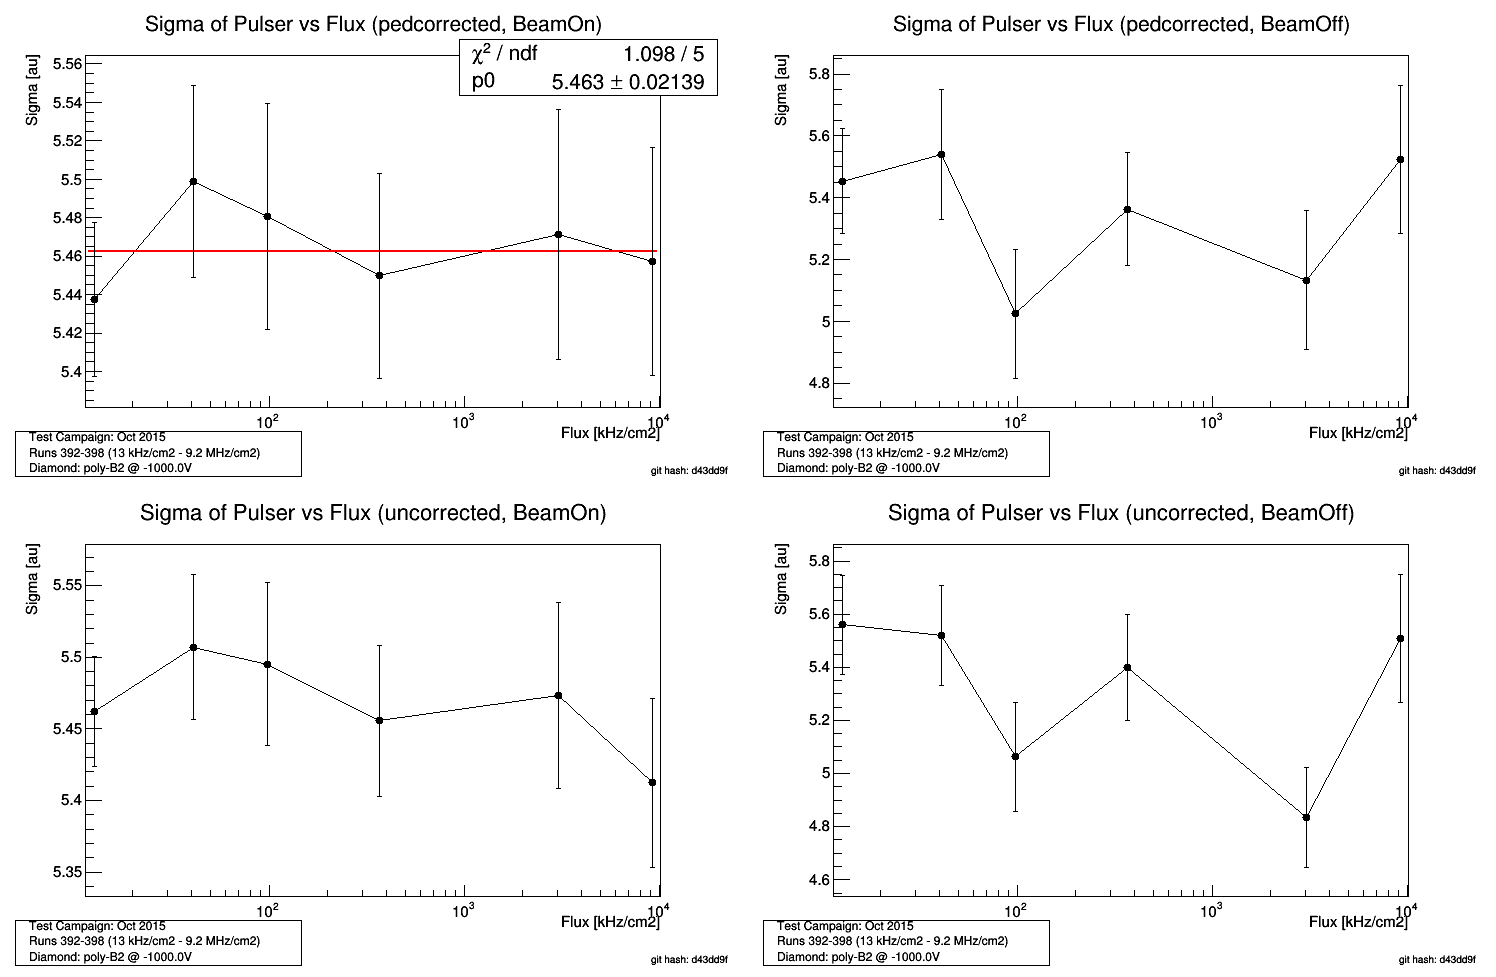 Sigma of Pulser vs Flux (pedcorrected, BeamOn)
χ² / ndf 1.098 / 5
p0 5.463 ± 0.02139
Sigma [au]
5.56
5.54
5.52
5.5
5.48
5.46
5.44
5.42
5.4
10² 10³ 10⁴
Flux [kHz/cm2]
Test Campaign: Oct 2015
Runs 392-398 (13 kHz/cm2 - 9.2 MHz/cm2)
Diamond: poly-B2 @ -1000.0V
git hash: d43dd9f
Sigma of Pulser vs Flux (pedcorrected, BeamOff)
Sigma [au]
5.8
5.6
5.4
5.2
5
4.8
10² 10³ 10⁴
Flux [kHz/cm2]
Test Campaign: Oct 2015
Runs 392-398 (13 kHz/cm2 - 9.2 MHz/cm2)
Diamond: poly-B2 @ -1000.0V
git hash: d43dd9f
Sigma of Pulser vs Flux (uncorrected, BeamOn)
Sigma [au]
5.55
5.5
5.45
5.4
5.35
10² 10³ 10⁴
Flux [kHz/cm2]
Test Campaign: Oct 2015
Runs 392-398 (13 kHz/cm2 - 9.2 MHz/cm2)
Diamond: poly-B2 @ -1000.0V
git hash: d43dd9f
Sigma of Pulser vs Flux (uncorrected, BeamOff)
Sigma [au]
5.8
5.6
5.4
5.2
5
4.8
4.6
10² 10³ 10⁴
Flux [kHz/cm2]
Test Campaign: Oct 2015
Runs 392-398 (13 kHz/cm2 - 9.2 MHz/cm2)
Diamond: poly-B2 @ -1000.0V
git hash: d43dd9f